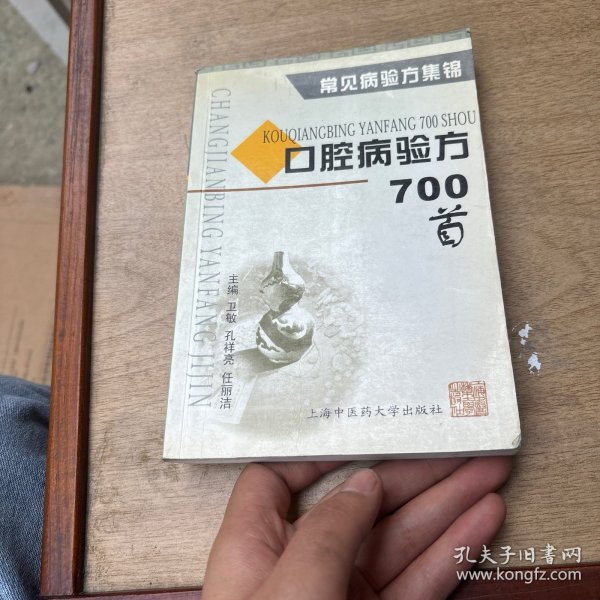 常见病验方集锦
KOUQIANGBING YANFANG 700 SHOU
口腔病验方
700
首
CHANGJIANBING YANFANG JIJIN
主编 卫敏 孔祥亮 任丽洁
上海中医药大学出版社
孔夫子旧书网
www.kongfz.com